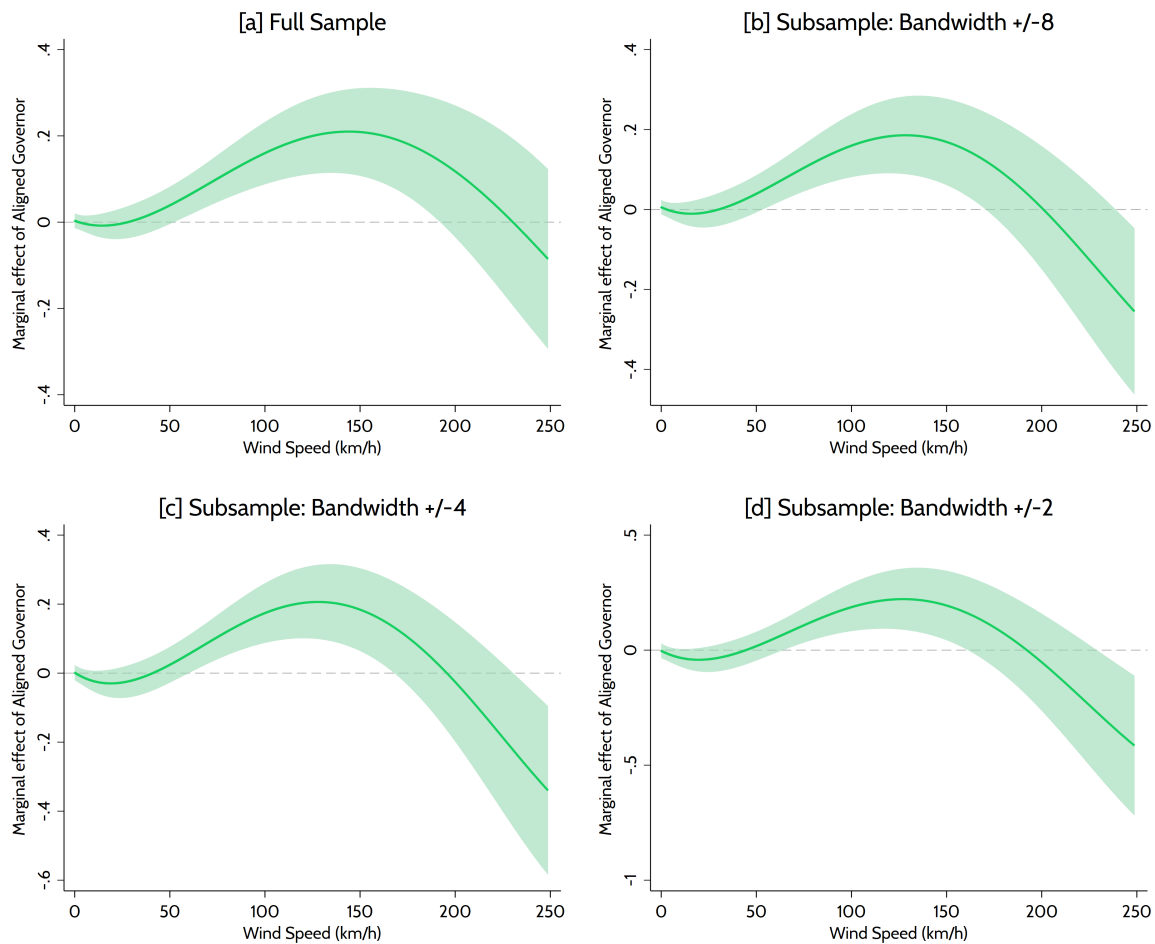 [a] Full Sample
Marginal effect of Aligned Governor
.4
.2
0
-.2
-.4
0 50 100 150 200 250
Wind Speed (km/h)
[b] Subsample: Bandwidth +/-8
Marginal effect of Aligned Governor
.4
.2
0
-.2
-.4
0 50 100 150 200 250
Wind Speed (km/h)
[c] Subsample: Bandwidth +/-4
Marginal effect of Aligned Governor
.4
.2
0
-.2
-.4
-.6
0 50 100 150 200 250
Wind Speed (km/h)
[d] Subsample: Bandwidth +/-2
Marginal effect of Aligned Governor
.5
0
-.5
-1
0 50 100 150 200 250
Wind Speed (km/h)